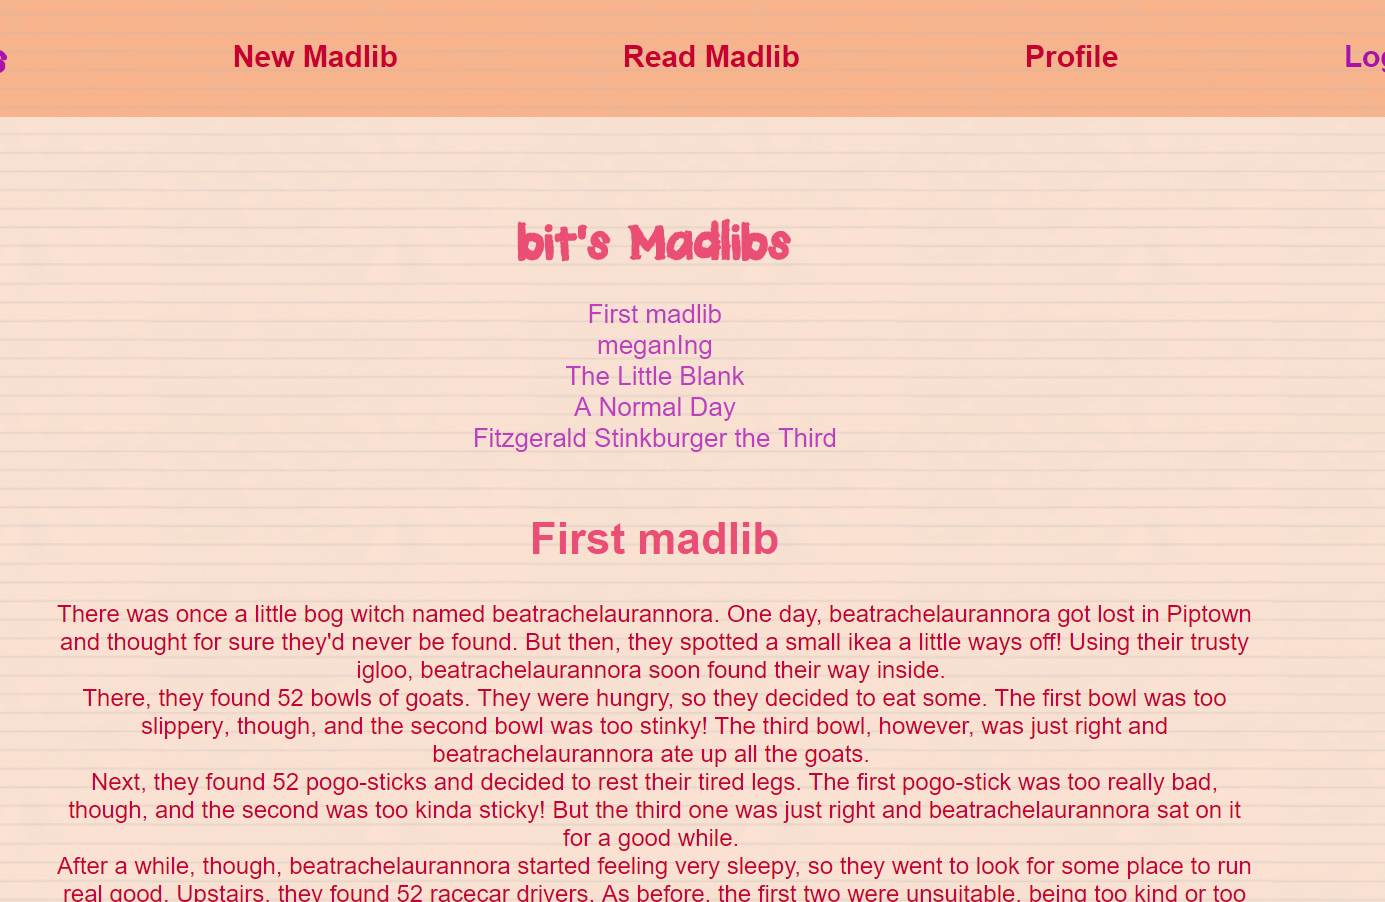 New Madlib Read Madlib Profile
bit's Madlibs
First madlib
meganIng
The Little Blank
A Normal Day
Fitzgerald Stinkburger the Third
First madlib
There was once a little bog witch named beatrachelaurannora. One day, beatrachelaurannora got lost in Piptown
and thought for sure they'd never be found. But then, they spotted a small ikea a little ways off! Using their trusty
igloo, beatrachelaurannora soon found their way inside.
There, they found 52 bowls of goats. They were hungry, so they decided to eat some. The first bowl was too
slippery, though, and the second bowl was too stinky! The third bowl, however, was just right and
beatrachelaurannora ate up all the goats.
Next, they found 52 pogo-sticks and decided to rest their tired legs. The first pogo-stick was too really bad,
though, and the second was too kinda sticky! But the third one was just right and beatrachelaurannora sat on it
for a good while.
After a while, though, beatrachelaurannora started feeling very sleepy, so they went to look for some place to run
real good. Upstairs, they found 52 racecar drivers. As before, the first two were unsuitable, being too kind or too